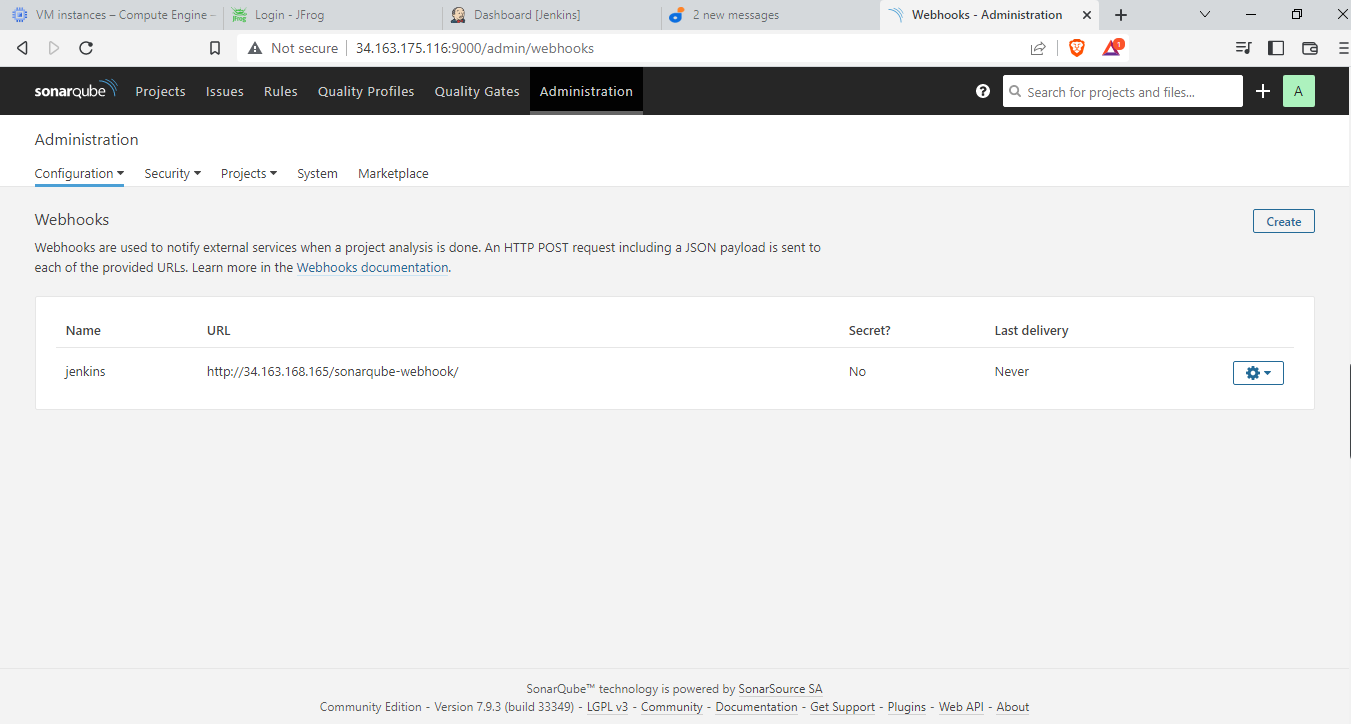 VM instances – Compute Engine –
Login - JFrog
Dashboard [Jenkins]
2 new messages
Webhooks - Administration
Not secure
34.163.175.116:9000/admin/webhooks
1
sonarqube
Projects
Issues
Rules
Quality Profiles
Quality Gates
Administration
Search for projects and files...
A
Administration
Configuration
Security
Projects
System
Marketplace
Webhooks
Create
Webhooks are used to notify external services when a project analysis is done. An HTTP POST request including a JSON payload is sent to
each of the provided URLs. Learn more in the Webhooks documentation.
Name URL Secret? Last delivery
jenkins http://34.163.168.165/sonarqube-webhook/ No Never
SonarQube™ technology is powered by SonarSource SA
Community Edition - Version 7.9.3 (build 33349) - LGPL v3 - Community - Documentation - Get Support - Plugins - Web API - About